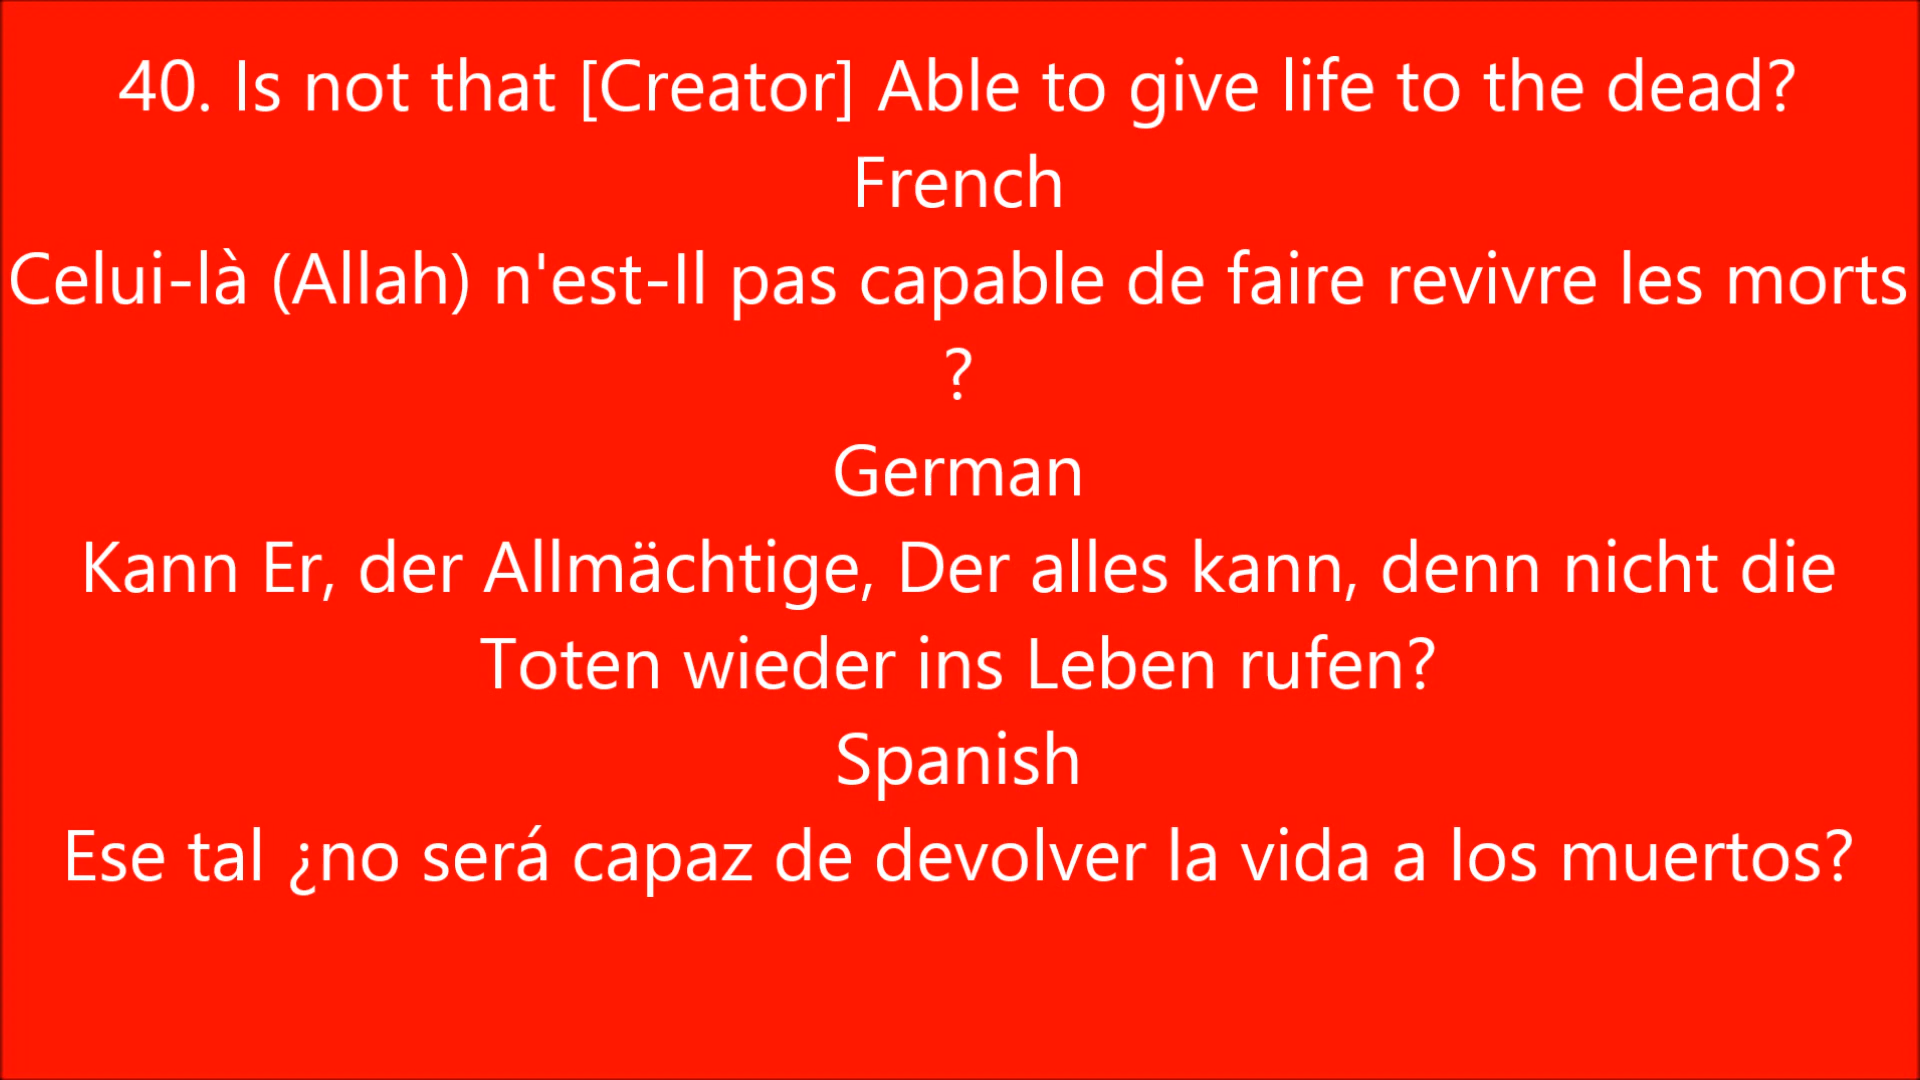 40. Is not that [Creator] Able to give life to the dead?
French
Celui-là (Allah) n'est-Il pas capable de faire revivre les morts
?
German
Kann Er, der Allmächtige, Der alles kann, denn nicht die
Toten wieder ins Leben rufen?
Spanish
Ese tal ¿no será capaz de devolver la vida a los muertos?